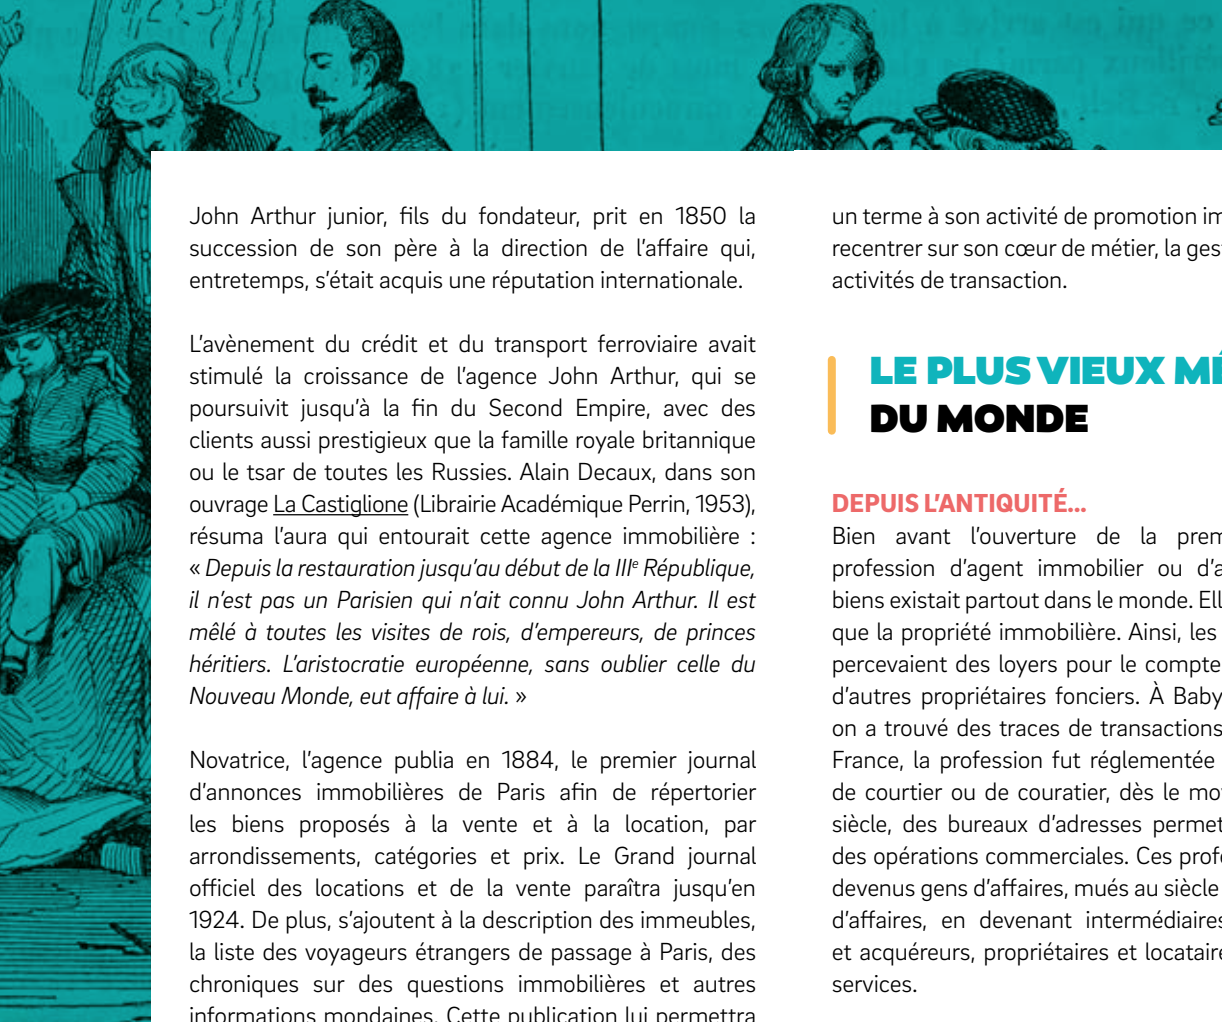 John Arthur junior, fils du fondateur, prit en 1850 la
succession de son père à la direction de l’affaire qui,
entretemps, s’était acquis une réputation internationale.
L’avènement du crédit et du transport ferroviaire avait
stimulé la croissance de l’agence John Arthur, qui se
poursuivit jusqu’à la fin du Second Empire, avec des
clients aussi prestigieux que la famille royale britannique
ou le tsar de toutes les Russies. Alain Decaux, dans son
ouvrage La Castiglione (Librairie Académique Perrin, 1953),
résuma l’aura qui entourait cette agence immobilière :
« Depuis la restauration jusqu’au début de la IIIe République,
il n’est pas un Parisien qui n’ait connu John Arthur. Il est
mêlé à toutes les visites de rois, d’empereurs, de princes
héritiers. L’aristocratie européenne, sans oublier celle du
Nouveau Monde, eut affaire à lui. »
Novatrice, l’agence publia en 1884, le premier journal
d’annonces immobilières de Paris afin de répertorier
les biens proposés à la vente et à la location, par
arrondissements, catégories et prix. Le Grand journal
officiel des locations et de la vente paraîtra jusqu’en
1924. De plus, s’ajoutent à la description des immeubles,
la liste des voyageurs étrangers de passage à Paris, des
chroniques sur des questions immobilières et autres
informations mondaines. Cette publication lui permettra
un terme à son activité de promotion im
recentrer sur son cœur de métier, la ges
activités de transaction.
LE PLUS VIEUX MÉ
DU MONDE
DEPUIS L’ANTIQUITÉ...
Bien avant l’ouverture de la prem
profession d’agent immobilier ou d’a
biens existait partout dans le monde. Ell
que la propriété immobilière. Ainsi, les
percevaient des loyers pour le compte
d’autres propriétaires fonciers. À Baby
on a trouvé des traces de transactions
France, la profession fut réglementée
de courtier ou de couratier, dès le mo
siècle, des bureaux d’adresses permet
des opérations commerciales. Ces prof
devenus gens d’affaires, mués au siècle
d’affaires, en devenant intermédiaires
et acquéreurs, propriétaires et locataire
services.